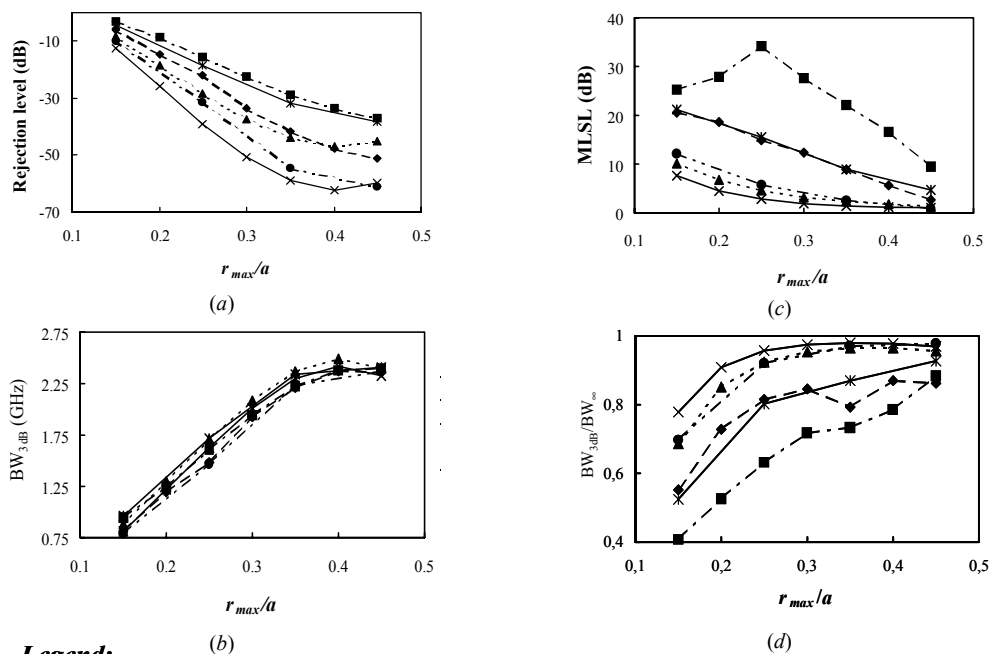 Rejection level (dB)
-10
-30
-50
-70
0.1 0.2 0.3 0.4 0.5
r max/a
(a)
MLSL (dB)
40
30
20
10
0
0.1 0.2 0.3 0.4 0.5
r max/a
(c)
BW3dB (GHz)
2.75
2.25
1.75
1.25
0.75
0.1 0.2 0.3 0.4 0.5
r max/a
(b)
BW3dB/BW∞
1
0.8
0.6
0,4
0,1 0,2 0,3 0,4 0,5
r max/a
(d)
Legend: